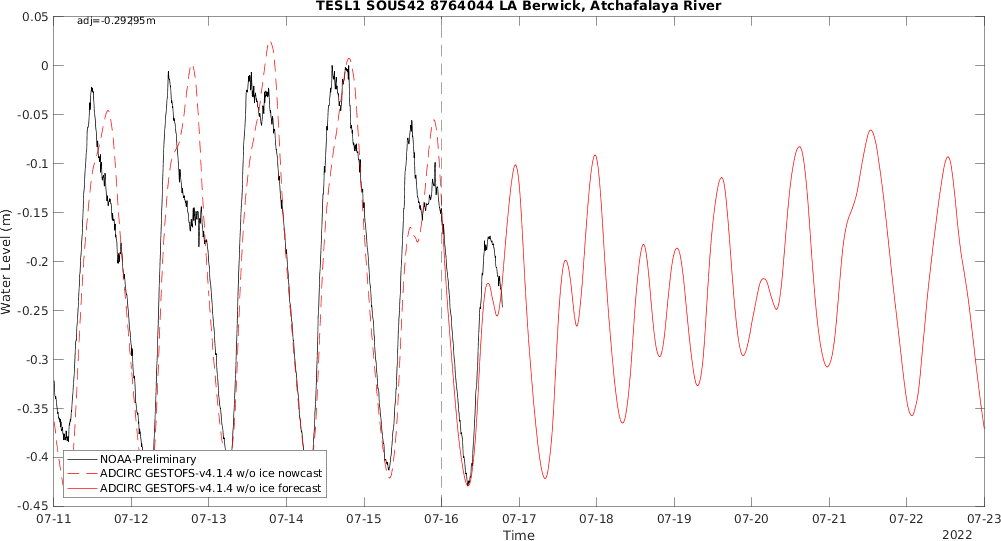 TESL1 SOUS42 8764044 LA Berwick, Atchafalaya River
adj=-0.29295m
0.05
0
-0.05
-0.1
-0.15
-0.2
-0.25
-0.3
-0.35
-0.4
-0.45
Water Level (m)
NOAA-Preliminary
ADCIRC GESTOFS-v4.1.4 w/o ice nowcast
ADCIRC GESTOFS-v4.1.4 w/o ice forecast
07-11 07-12 07-13 07-14 07-15 07-16 07-17 07-18 07-19 07-20 07-21 07-22 07-23
Time
2022